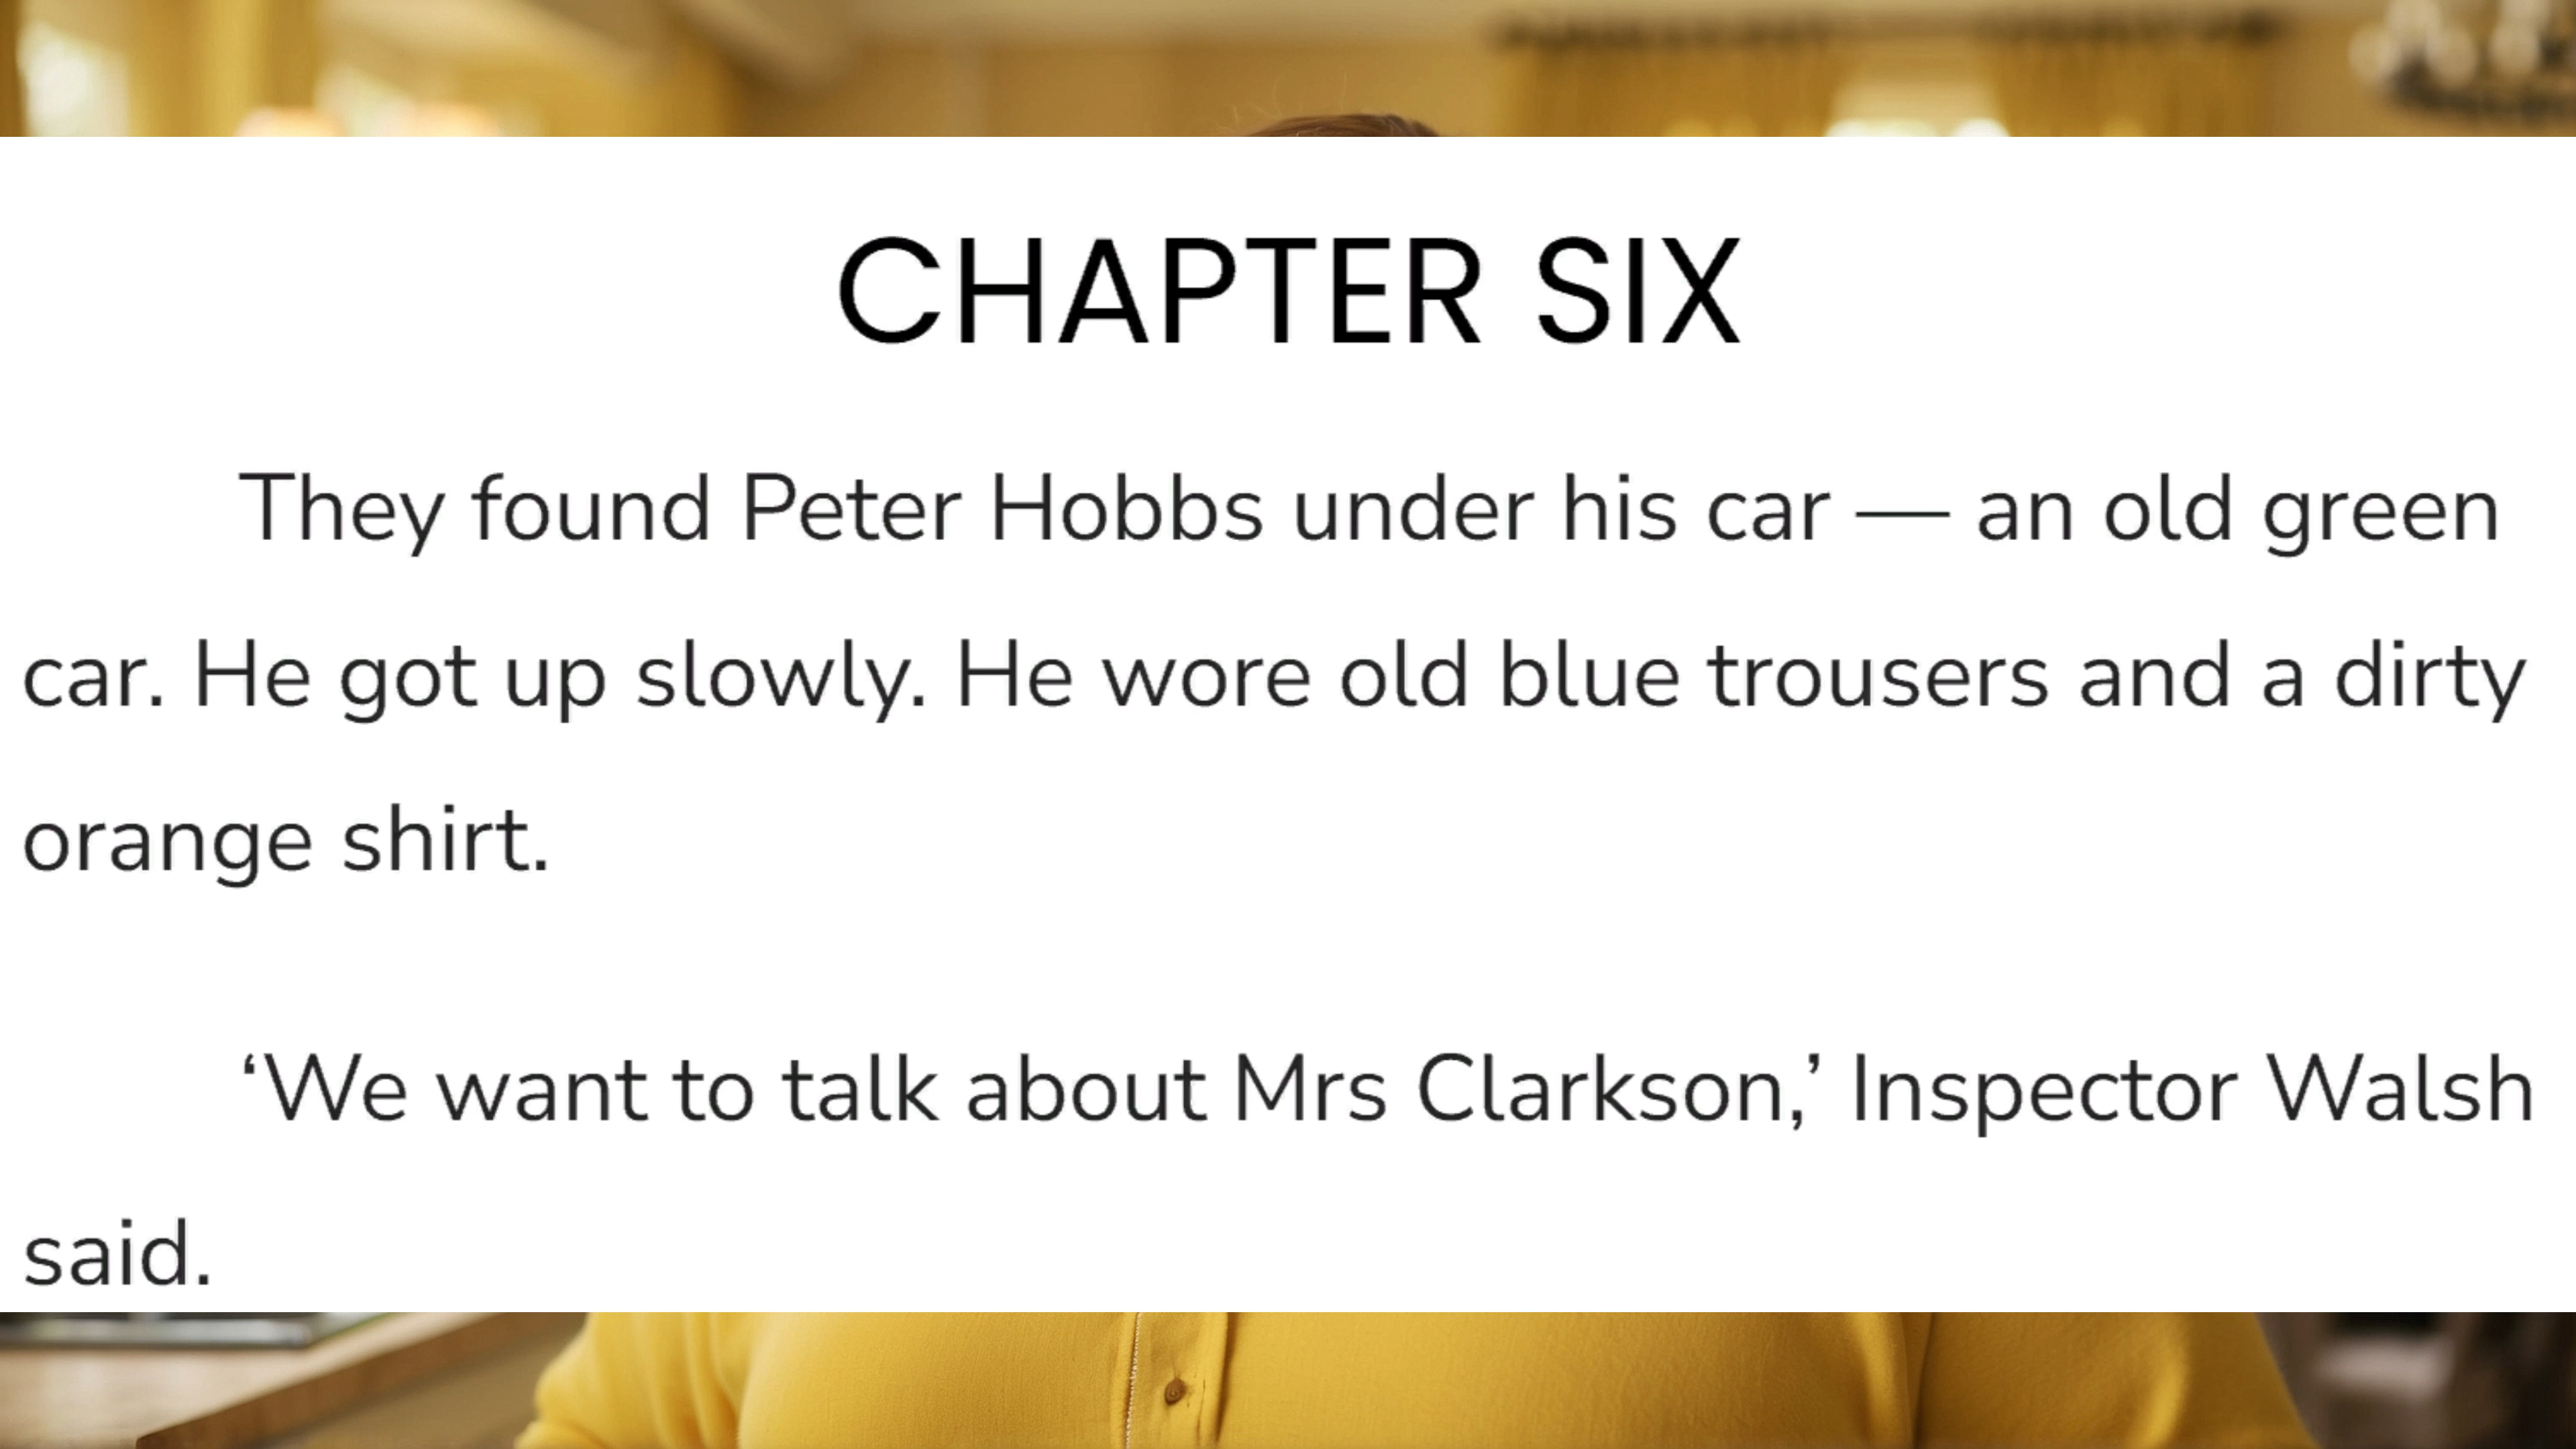 CHAPTER SIX
They found Peter Hobbs under his car — an old green
car. He got up slowly. He wore old blue trousers and a dirty
orange shirt.
‘We want to talk about Mrs Clarkson,’ Inspector Walsh
said.